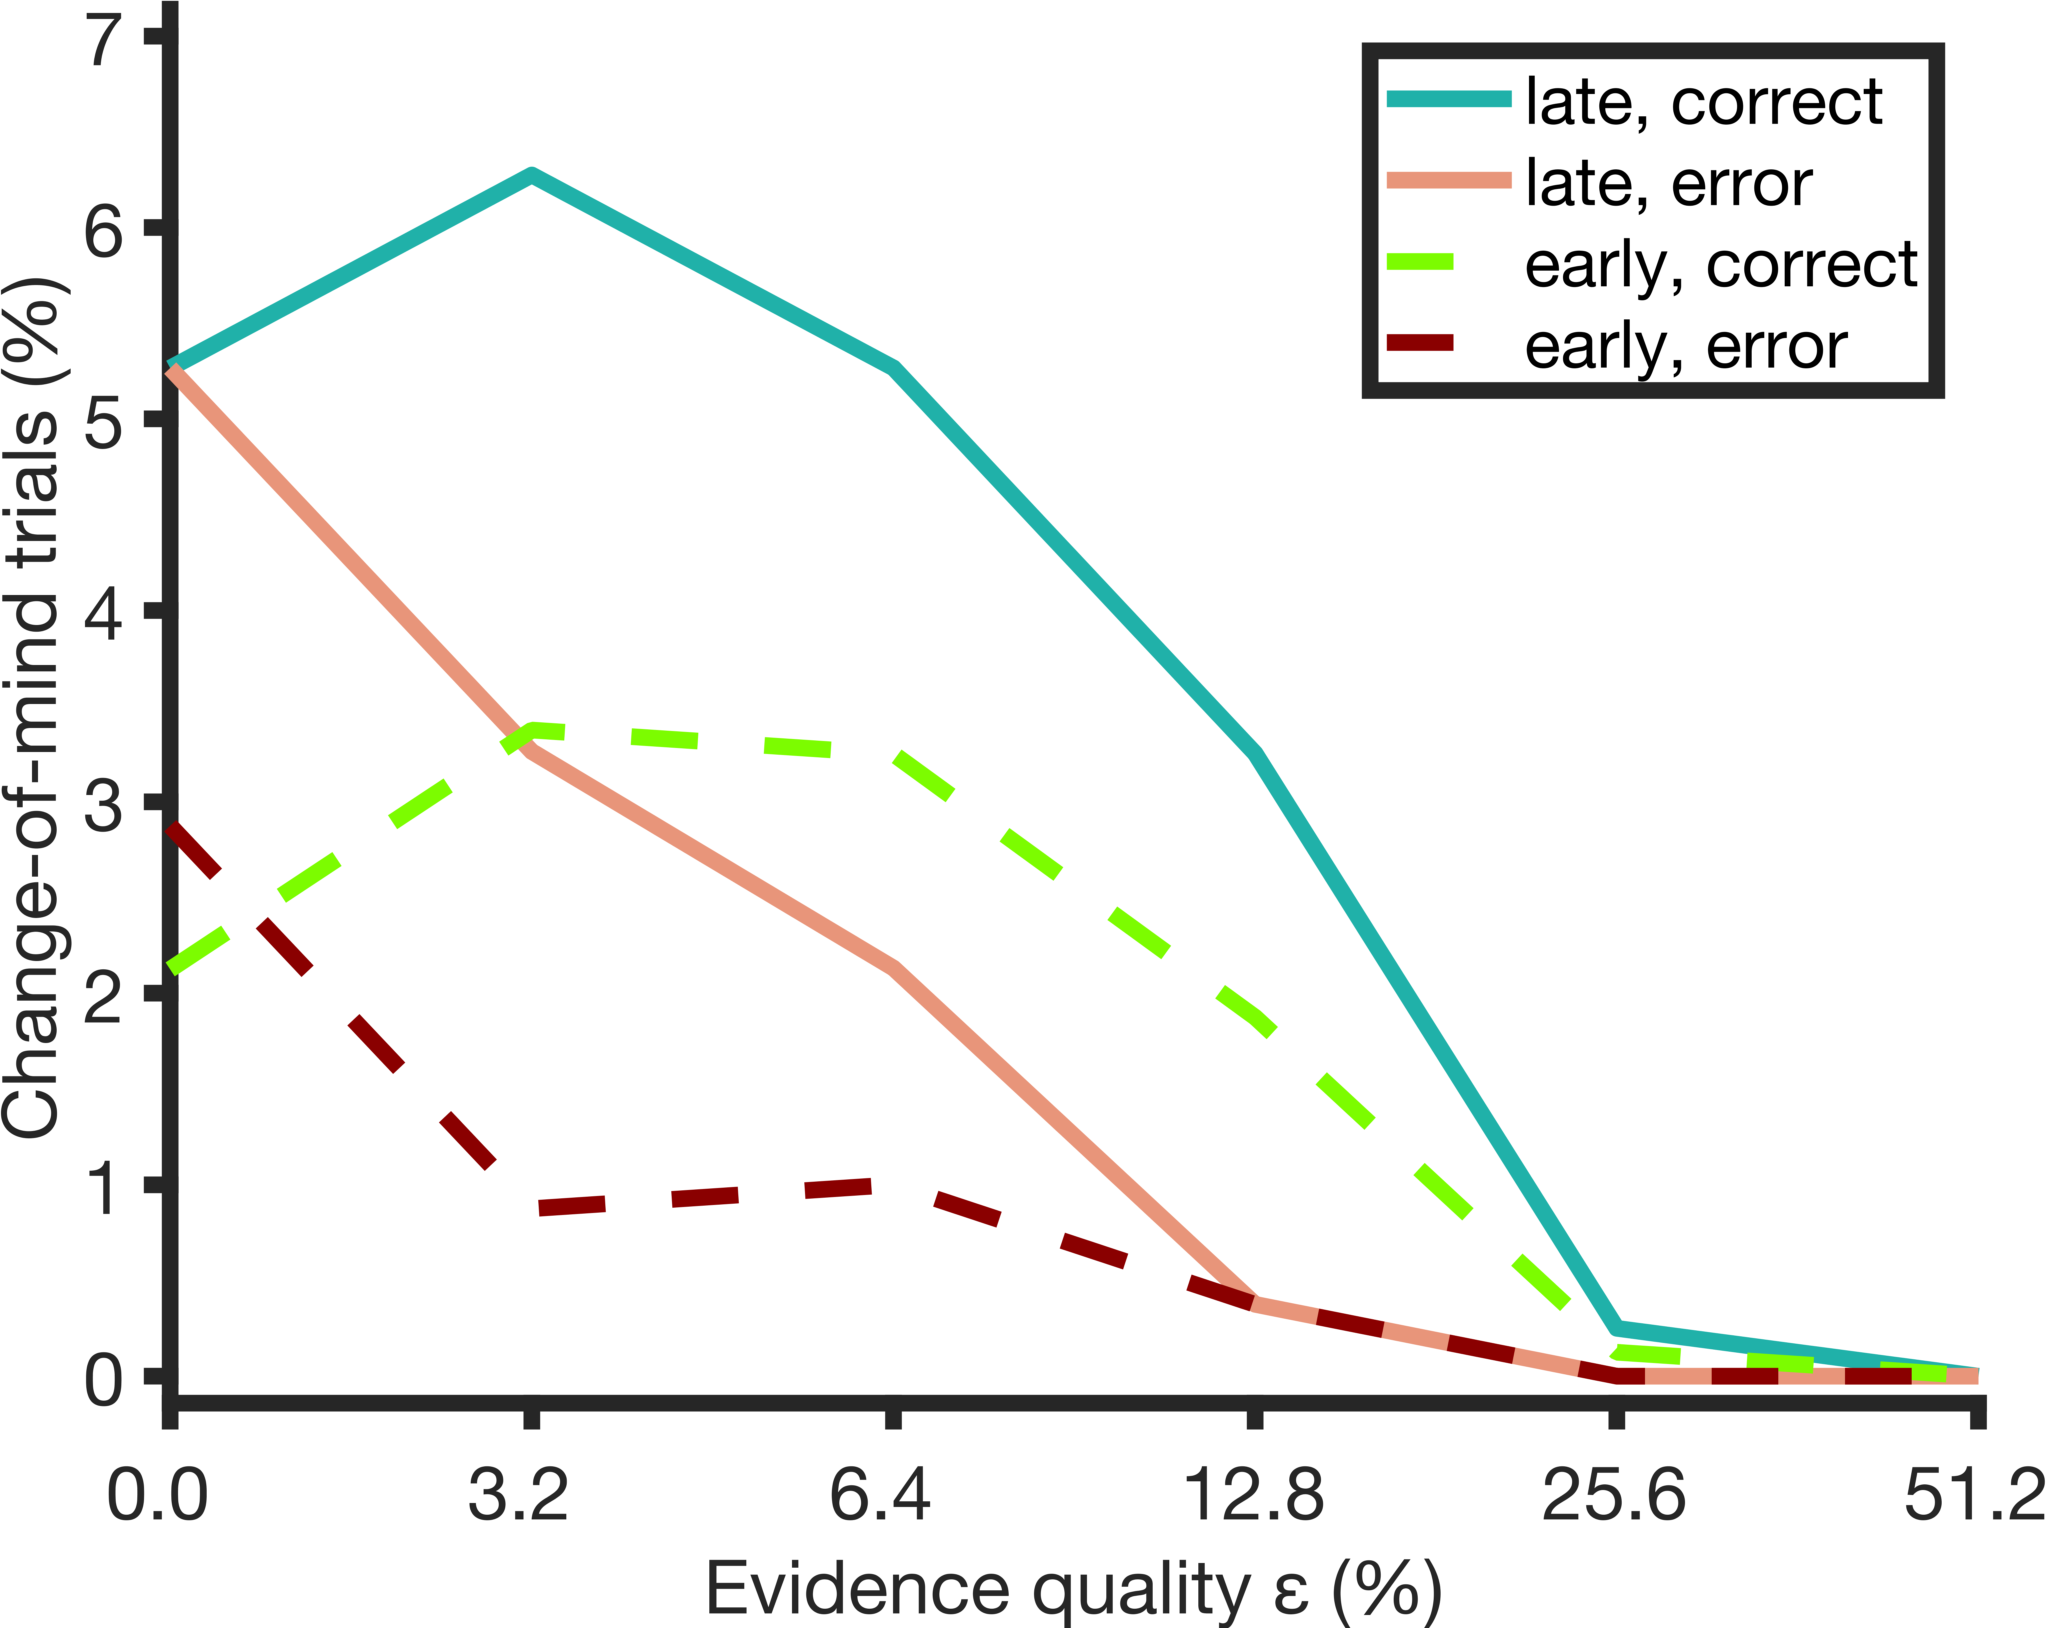 7
6
5
4
3
2
1
0
Change-of-mind trials (%)
late, correct
late, error
early, correct
early, error
0.0 3.2 6.4 12.8 25.6 51.2
Evidence quality ε (%)